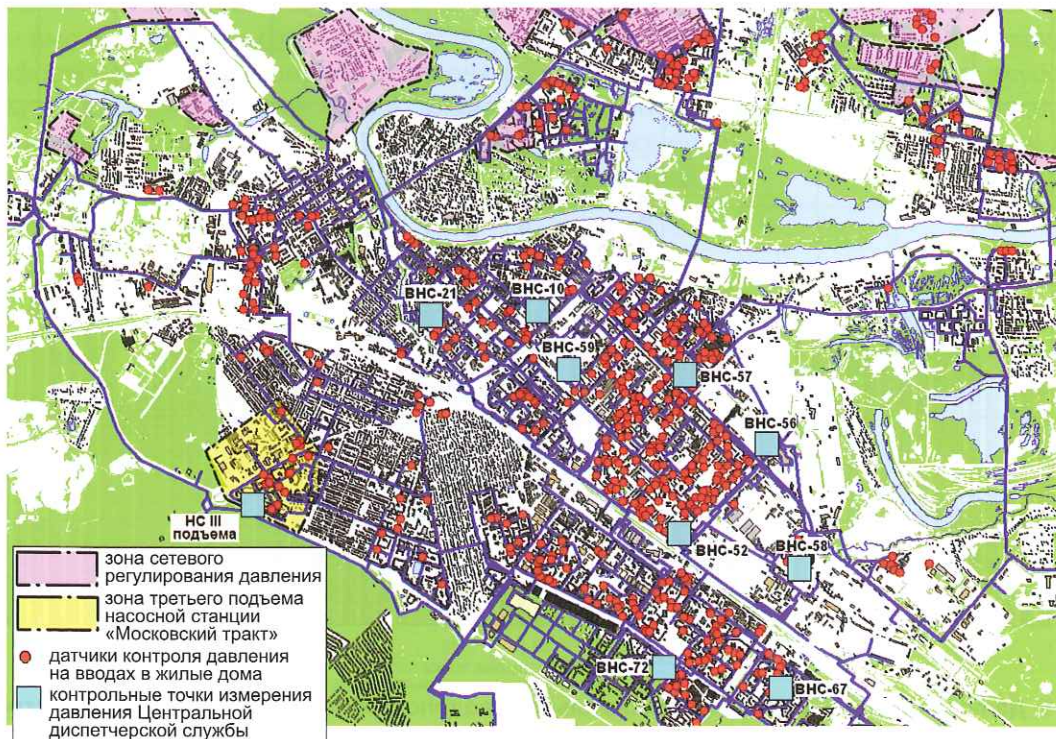 ВНС-21
ВНС-10
ВНС-59
ВНС-57
ВНС-56
НС III
подъема
ВНС-52
ВНС-58
ВНС-72
ВНС-67
зона сетевого
регулирования давления
зона третьего подъема
насосной станции
«Московский тракт»
датчики контроля давления
на вводах в жилые дома
контрольные точки измерения
давления Центральной
диспетчерской службы